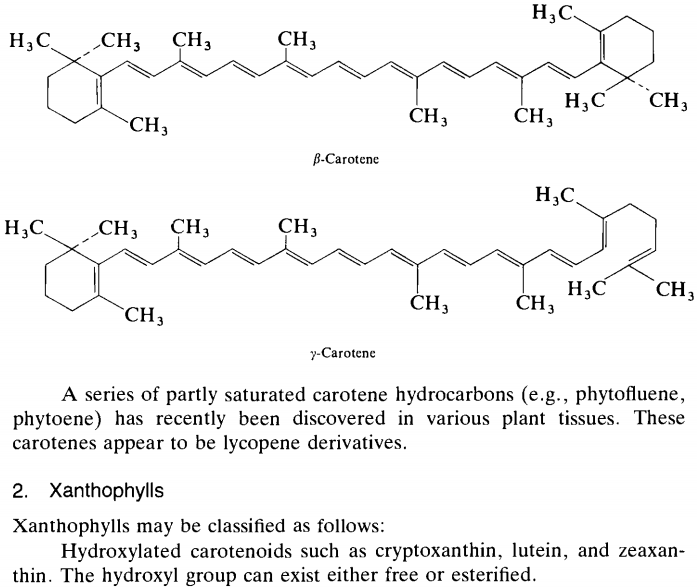 H3C CH3 CH3 CH3 H3C
CH3 CH3 CH3 H3C CH3
β-Carotene
H3C CH3 CH3 CH3 H3C
CH3 CH3 CH3 H3C CH3
γ-Carotene
A series of partly saturated carotene hydrocarbons (e.g., phytofluene,
phytoene) has recently been discovered in various plant tissues. These
carotenes appear to be lycopene derivatives.
2. Xanthophylls
Xanthophylls may be classified as follows:
Hydroxylated carotenoids such as cryptoxanthin, lutein, and zeaxan-
thin. The hydroxyl group can exist either free or esterified.